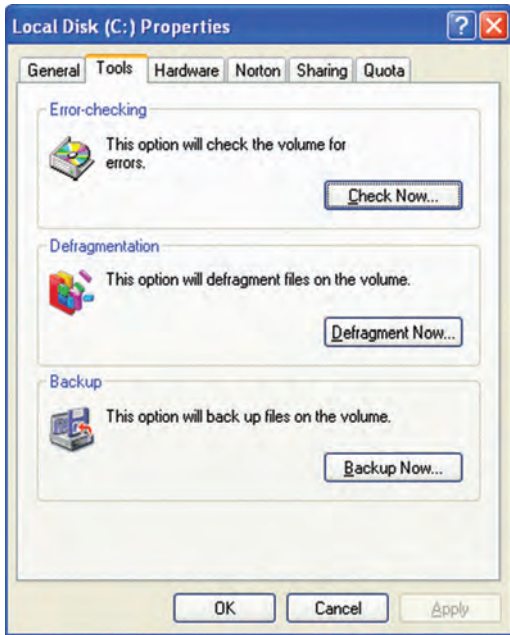 Local Disk (C:) Properties
General Tools Hardware Norton Sharing Quota
Error-checking
This option will check the volume for
errors.
Check Now...
Defragmentation
This option will defragment files on the volume.
Defragment Now...
Backup
This option will back up files on the volume.
Backup Now...
OK Cancel Apply